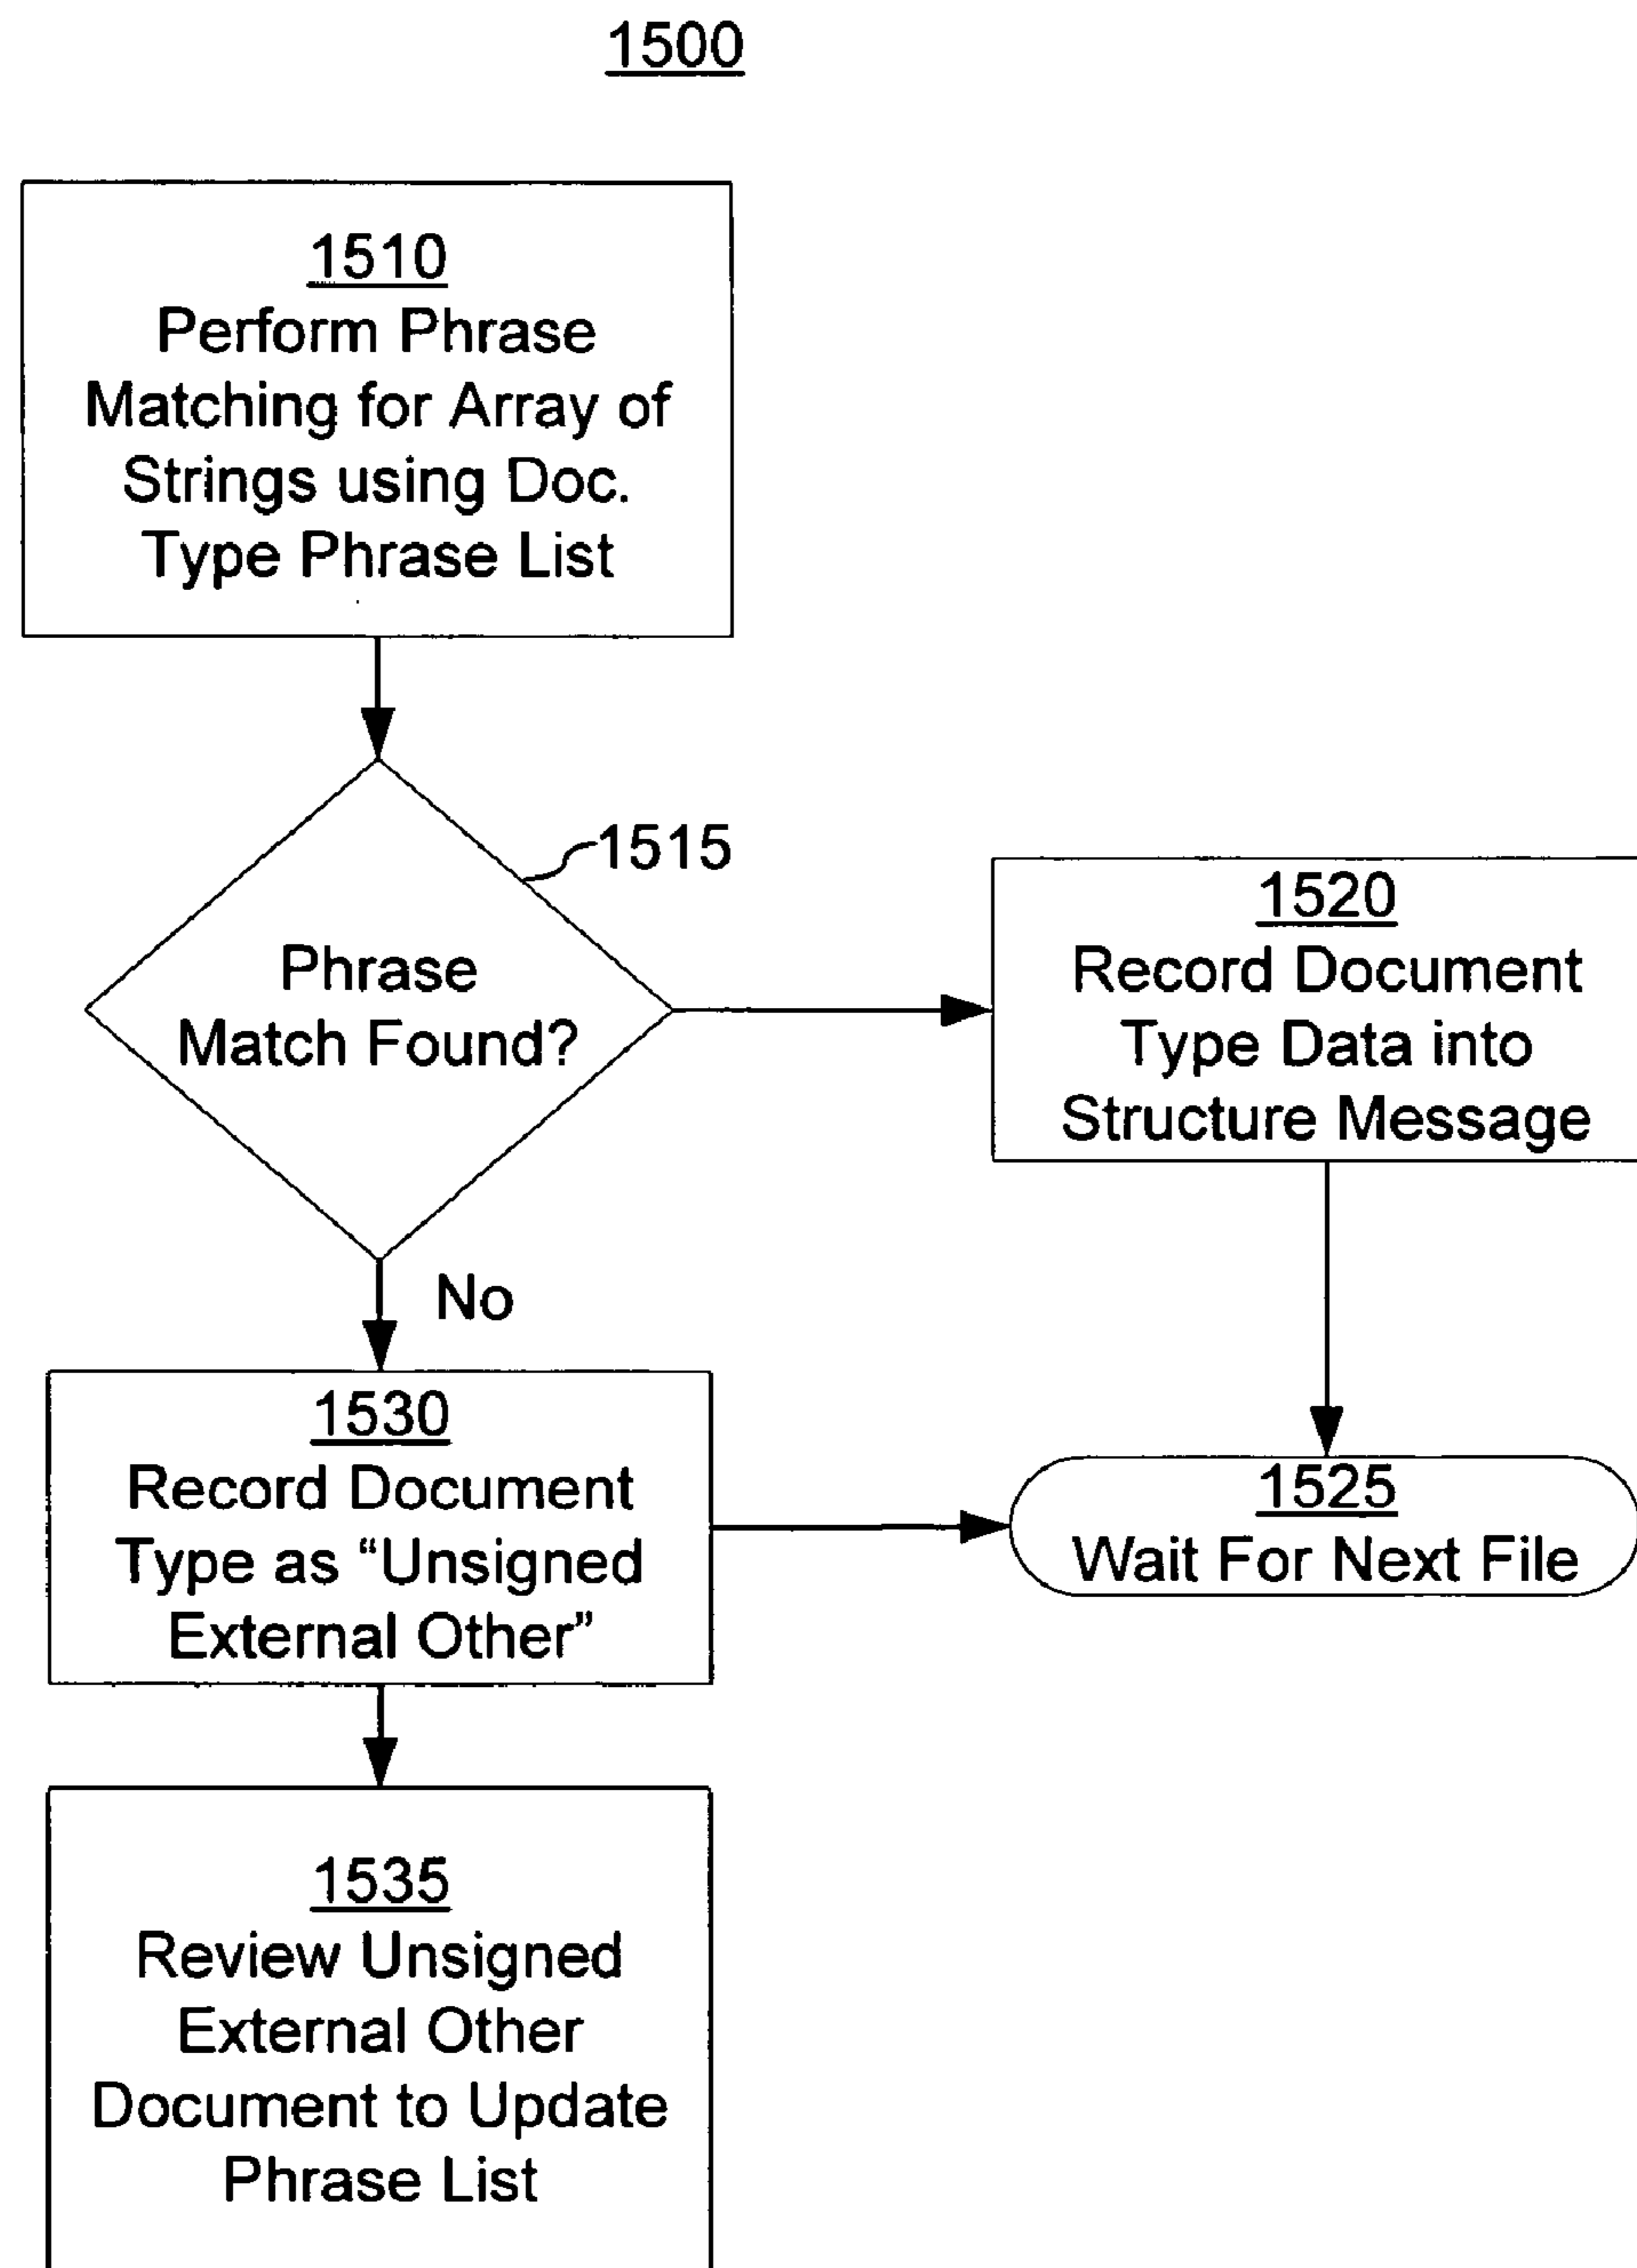 1500
1510
Perform Phrase
Matching for Array of
Strings using Doc.
Type Phrase List
1515
Phrase
Match Found?
1520
Record Document
Type Data into
Structure Message
No
1530
Record Document
Type as “Unsigned
External Other”
1525
Wait For Next File
1535
Review Unsigned
External Other
Document to Update
Phrase List